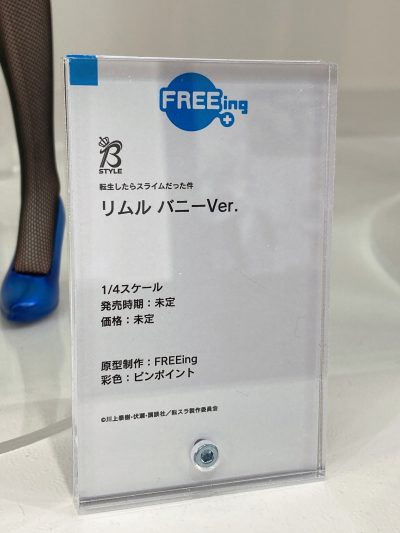 FREEing
B
STYLE
転生したらスライムだった件
リムル バニーVer.
1/4スケール
発売時期：未定
価格：未定
原型制作：FREEing
彩色：ピンポイント
©川上泰樹・伏瀬・講談社／転スラ製作委員会